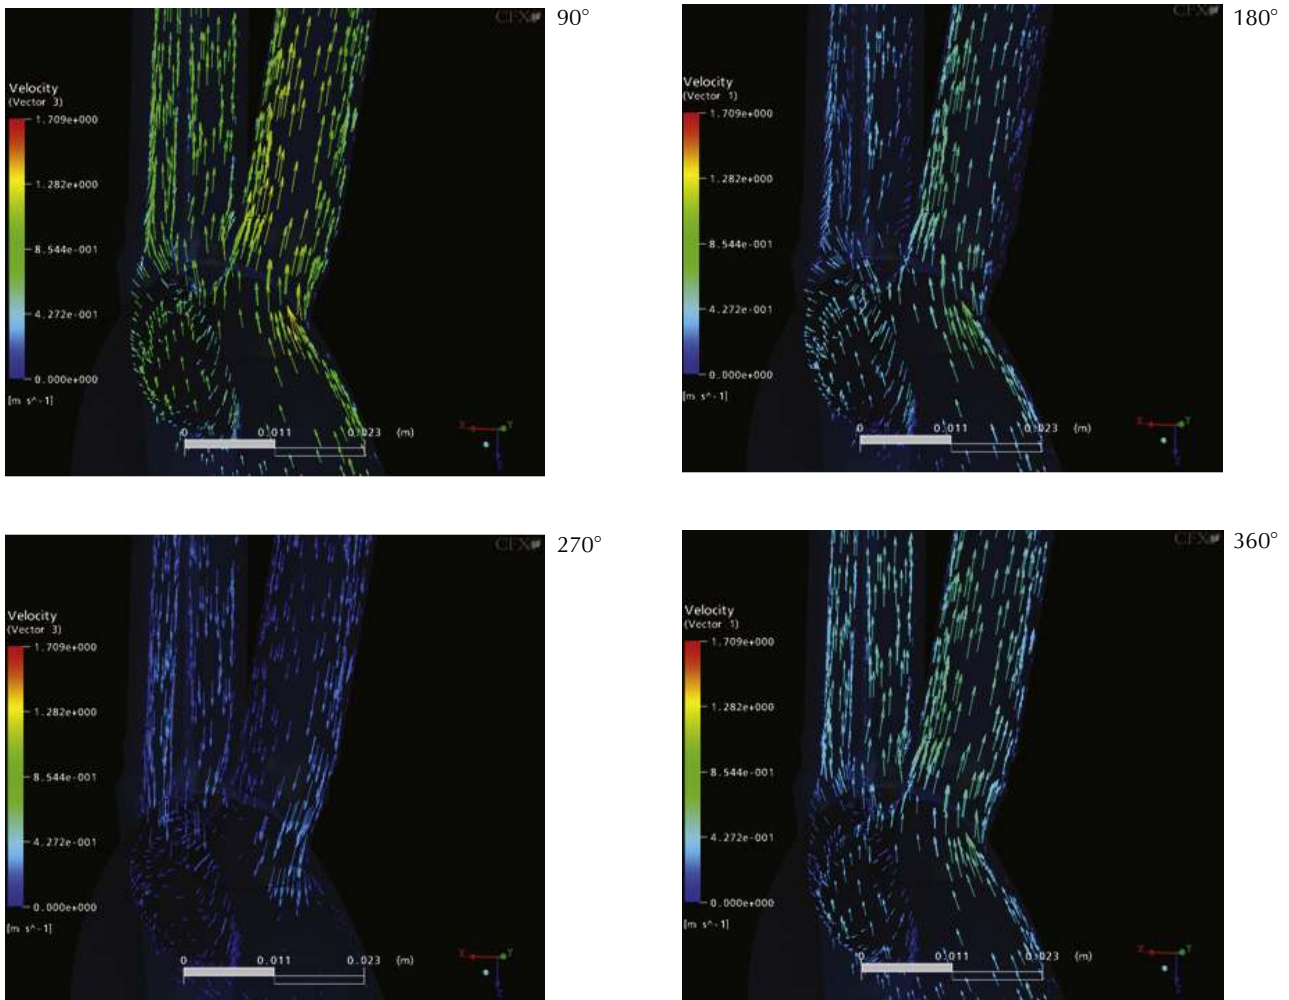 CFX
90°
Velocity
(Vector 3)
1.709e+000
1.282e+000
8.544e-001
4.272e-001
0.000e+000
[m s^-1]
0 0.011 0.023 (m)
X Y
Z
CFX
180°
Velocity
(Vector 1)
1.709e+000
1.282e+000
8.544e-001
4.272e-001
0.000e+000
[m s^-1]
0 0.011 0.023 (m)
X Y
Z
CFX
270°
Velocity
(Vector 3)
1.709e+000
1.282e+000
8.544e-001
4.272e-001
0.000e+000
[m s^-1]
0 0.011 0.023 (m)
X Y
Z
CFX
360°
Velocity
(Vector 1)
1.709e+000
1.282e+000
8.544e-001
4.272e-001
0.000e+000
[m s^-1]
0 0.011 0.023 (m)
X Y
Z